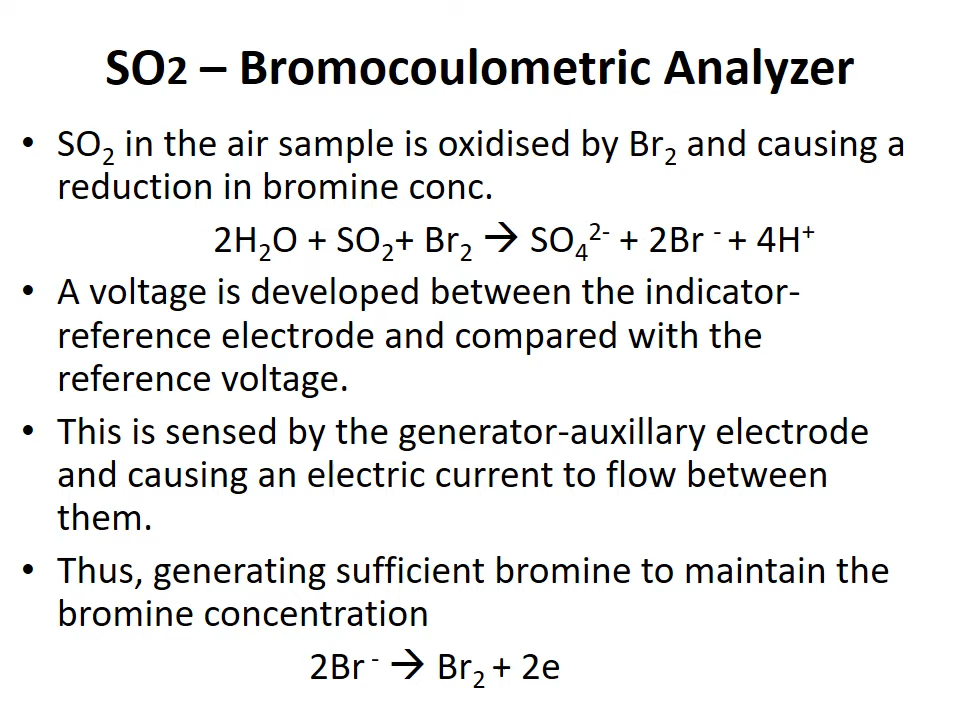 SO2 – Bromocoulometric Analyzer
• SO₂ in the air sample is oxidised by Br₂ and causing a
reduction in bromine conc.
2H₂O + SO₂+ Br₂ → SO₄²⁻ + 2Br ⁻ + 4H⁺
• A voltage is developed between the indicator-
reference electrode and compared with the
reference voltage.
• This is sensed by the generator-auxillary electrode
and causing an electric current to flow between
them.
• Thus, generating sufficient bromine to maintain the
bromine concentration
2Br ⁻ → Br₂ + 2e